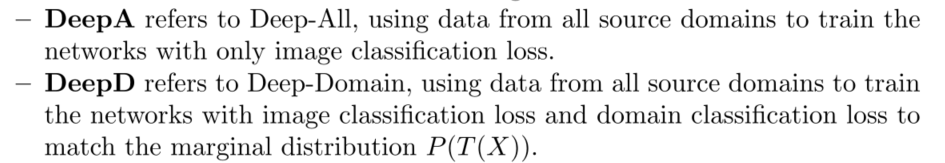 – DeepA refers to Deep-All, using data from all source domains to train the
networks with only image classification loss.
– DeepD refers to Deep-Domain, using data from all source domains to train
the networks with image classification loss and domain classification loss to
match the marginal distribution P(T(X)).